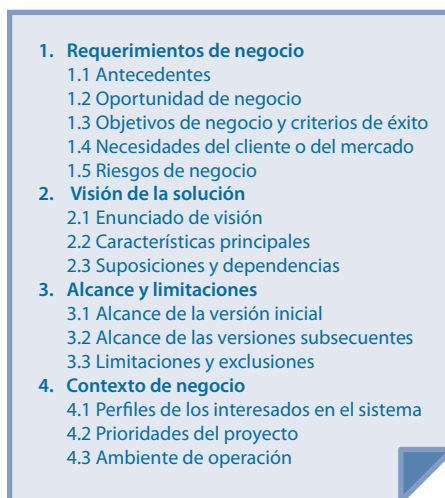 1. Requerimientos de negocio
1.1 Antecedentes
1.2 Oportunidad de negocio
1.3 Objetivos de negocio y criterios de éxito
1.4 Necesidades del cliente o del mercado
1.5 Riesgos de negocio
2. Visión de la solución
2.1 Enunciado de visión
2.2 Características principales
2.3 Suposiciones y dependencias
3. Alcance y limitaciones
3.1 Alcance de la versión inicial
3.2 Alcance de las versiones subsecuentes
3.3 Limitaciones y exclusiones
4. Contexto de negocio
4.1 Perfiles de los interesados en el sistema
4.2 Prioridades del proyecto
4.3 Ambiente de operación